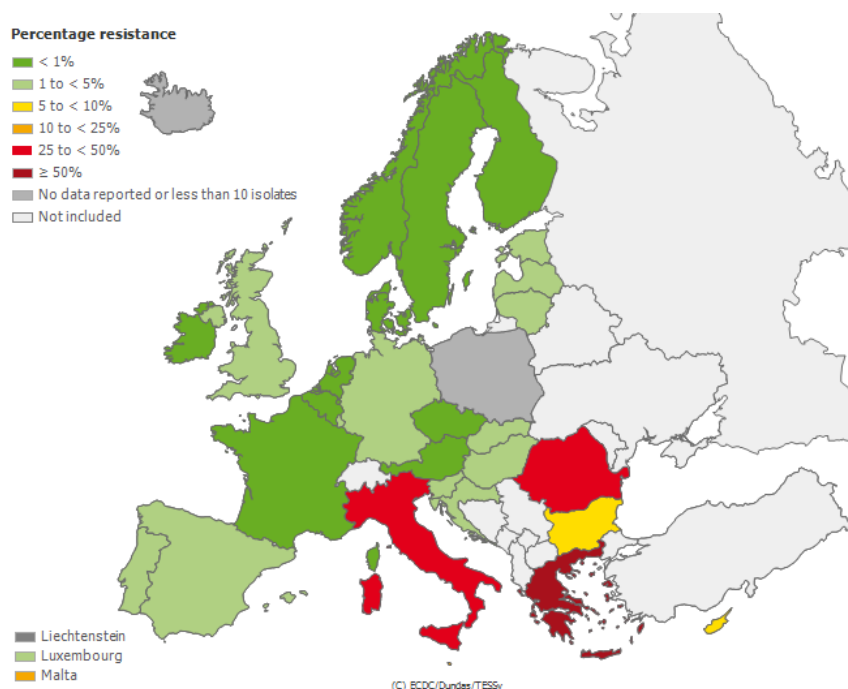 Percentage resistance
< 1%
1 to < 5%
5 to < 10%
10 to < 25%
25 to < 50%
≥ 50%
No data reported or less than 10 isolates
Not included
Liechtenstein
Luxembourg
Malta
(C) ECDC/Dundas/TESSy